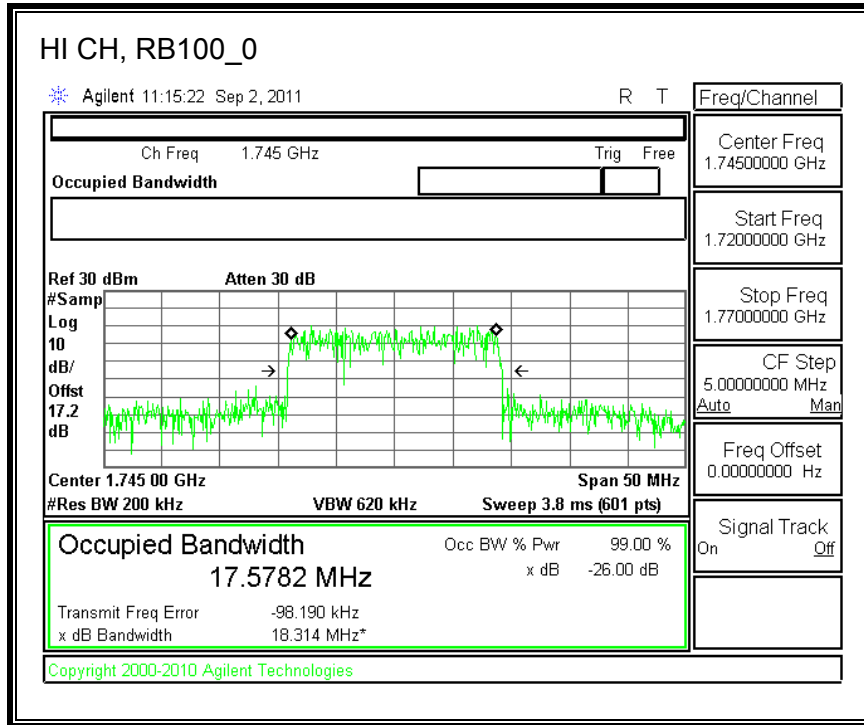 HI CH, RB100_0
Agilent 11:15:22 Sep 2, 2011 R T
Freq/Channel
Ch Freq 1.745 GHz Trig Free
Occupied Bandwidth
Center Freq
1.74500000 GHz
Start Freq
1.72000000 GHz
Stop Freq
1.77000000 GHz
CF Step
5.00000000 MHz
Auto Man
Freq Offset
0.00000000 Hz
Signal Track
On Off
Ref 30 dBm Atten 30 dB
#Samp
Log
10
dB/
Offst
17.2
dB
Center 1.745 00 GHz Span 50 MHz
#Res BW 200 kHz VBW 620 kHz Sweep 3.8 ms (601 pts)
Occupied Bandwidth Occ BW % Pwr 99.00 %
17.5782 MHz x dB -26.00 dB
Transmit Freq Error -98.190 kHz
x dB Bandwidth 18.314 MHz*
Copyright 2000-2010 Agilent Technologies